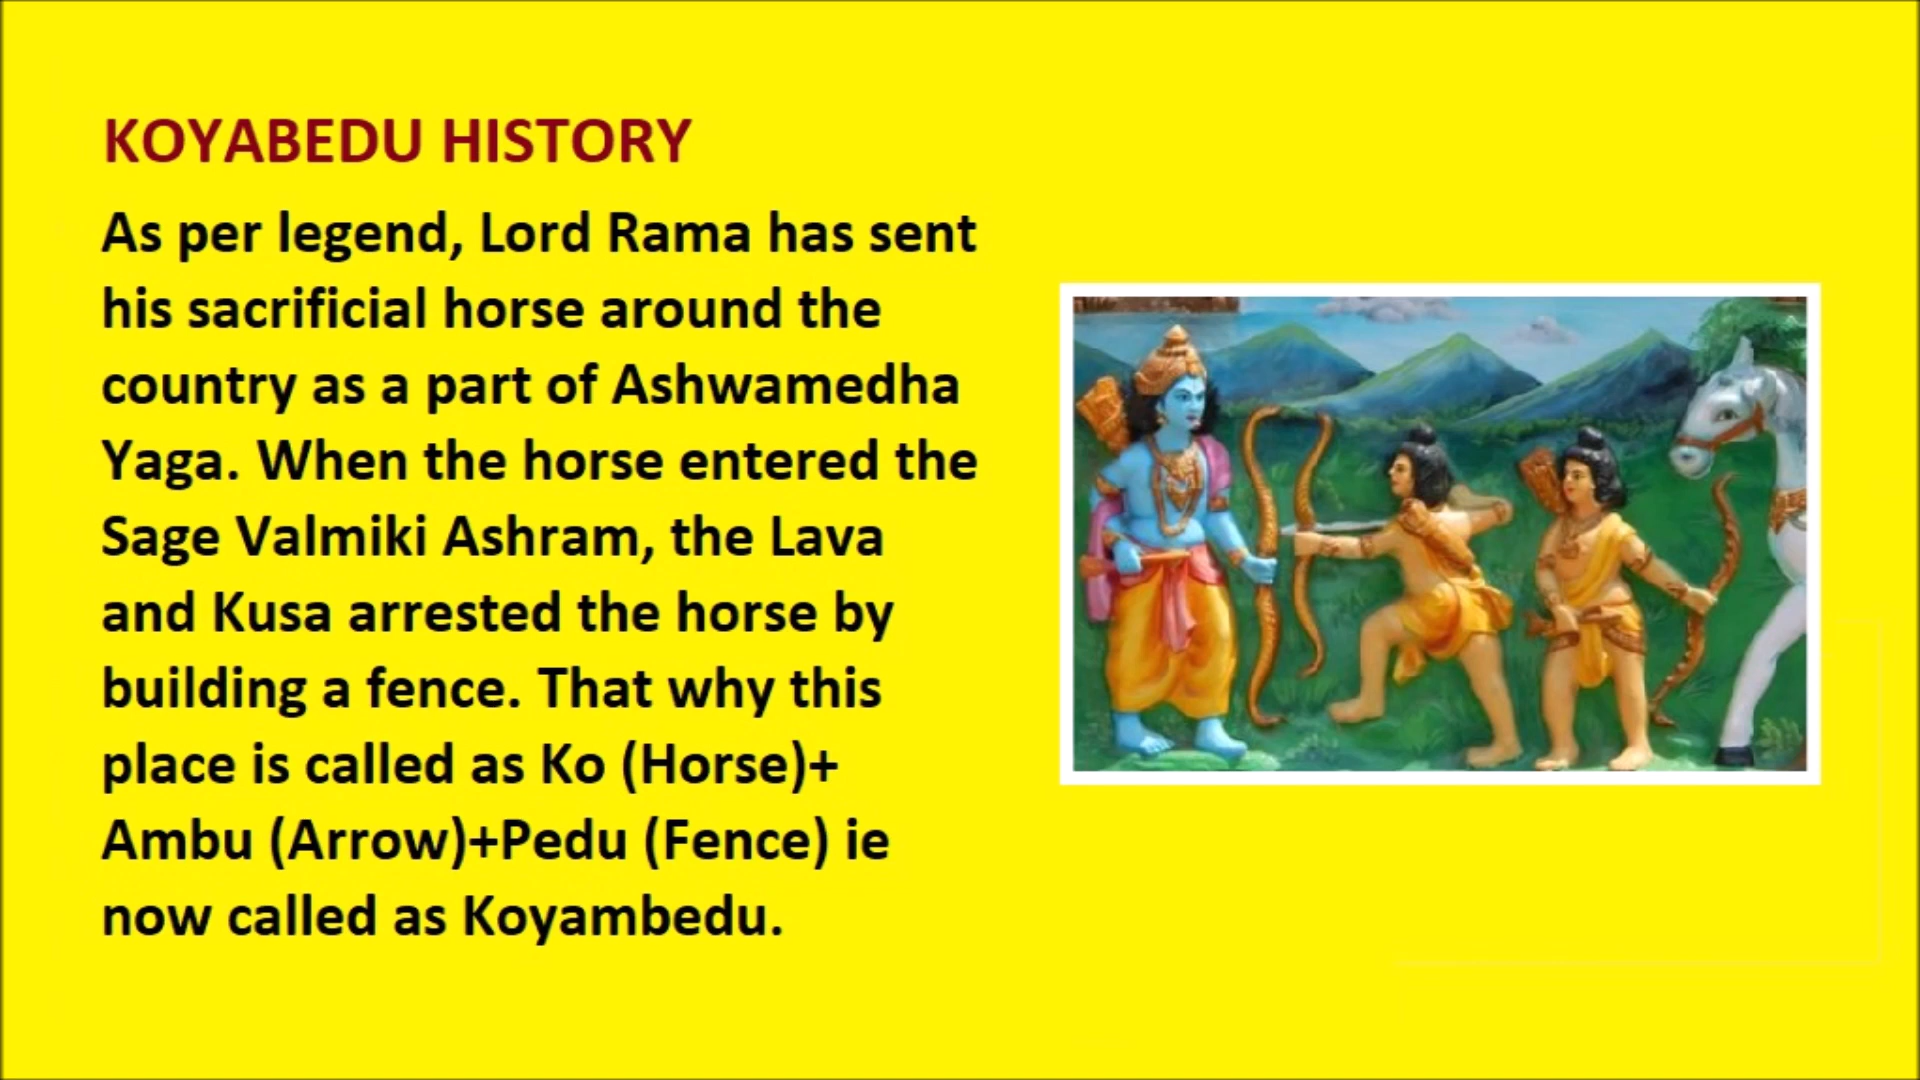 KOYABEDU HISTORY
As per legend, Lord Rama has sent
his sacrificial horse around the
country as a part of Ashwamedha
Yaga. When the horse entered the
Sage Valmiki Ashram, the Lava
and Kusa arrested the horse by
building a fence. That why this
place is called as Ko (Horse)+
Ambu (Arrow)+Pedu (Fence) ie
now called as Koyambedu.